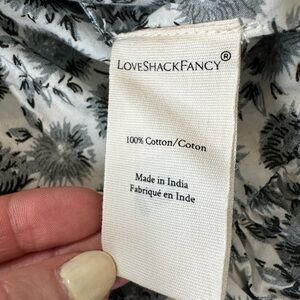 LOVESHACKFANCY®
100% Cotton/Coton
Made in India
Fabriqué en Inde